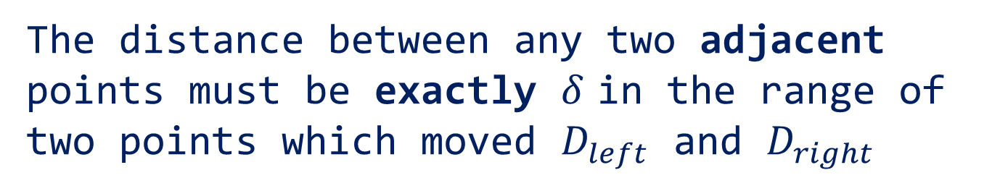 The distance between any two adjacent
points must be exactly δ in the range of
two points which moved D_left and D_right